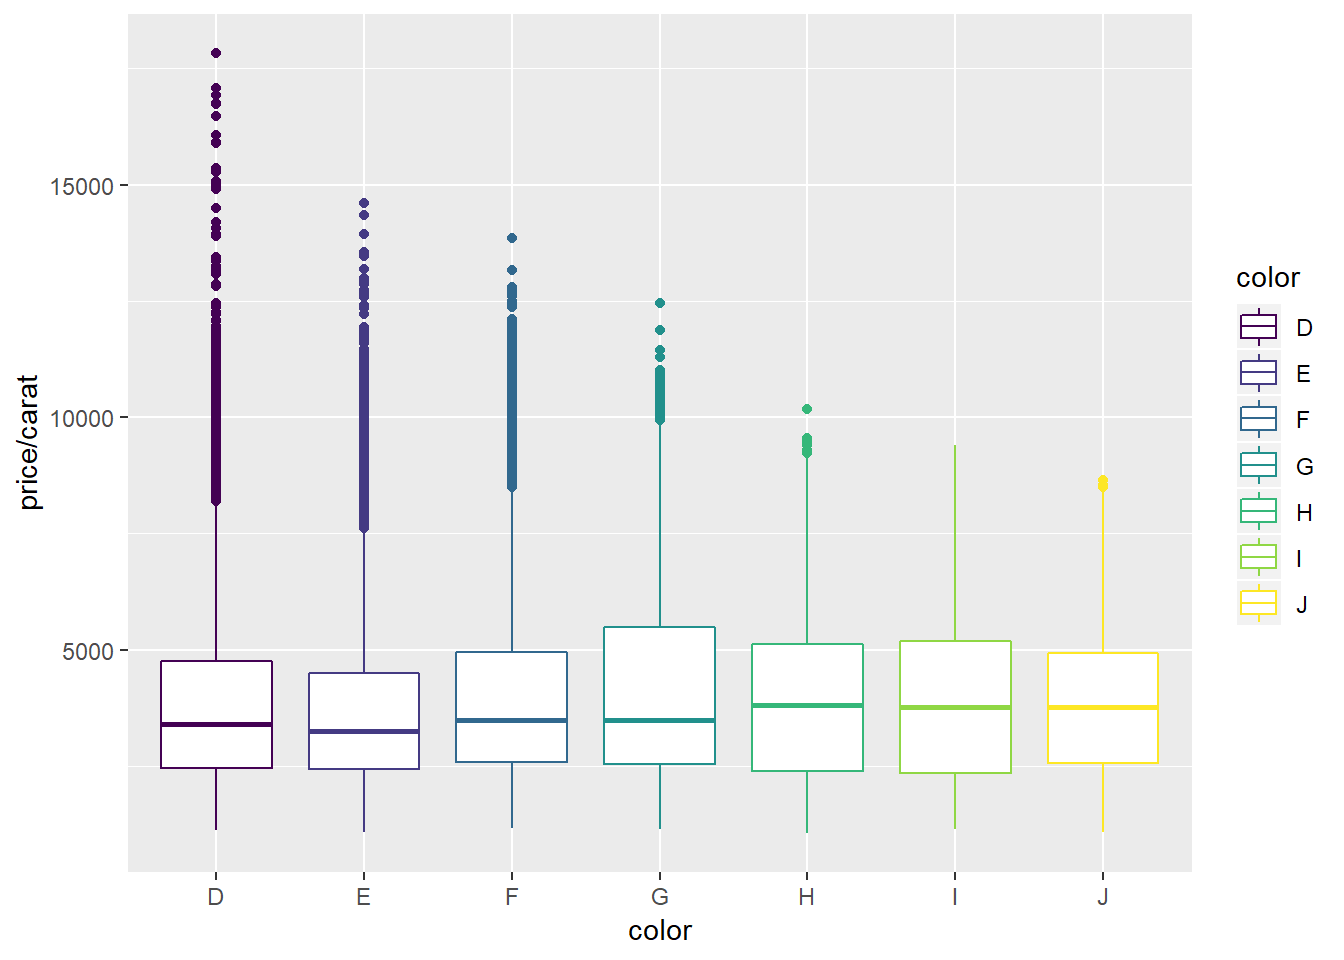 15000
10000
5000
price/carat
D E F G H I J
color
color
D
E
F
G
H
I
J